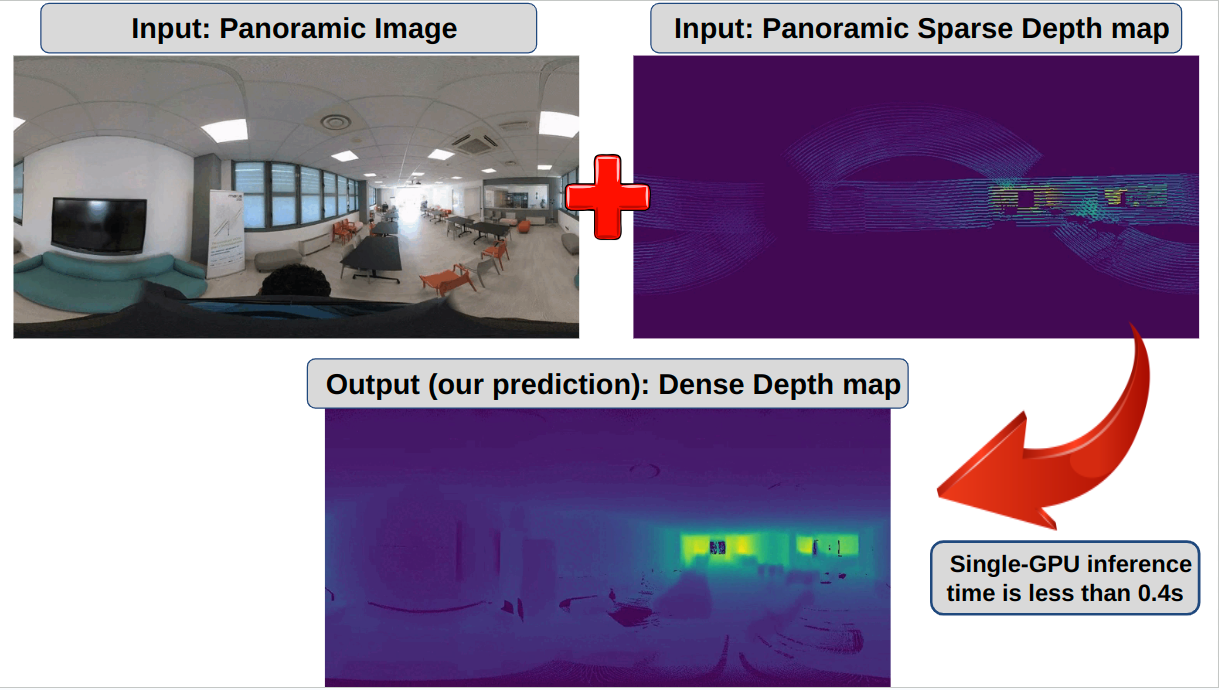 Input: Panoramic Image
Input: Panoramic Sparse Depth map
Output (our prediction): Dense Depth map
Single-GPU inference
time is less than 0.4s